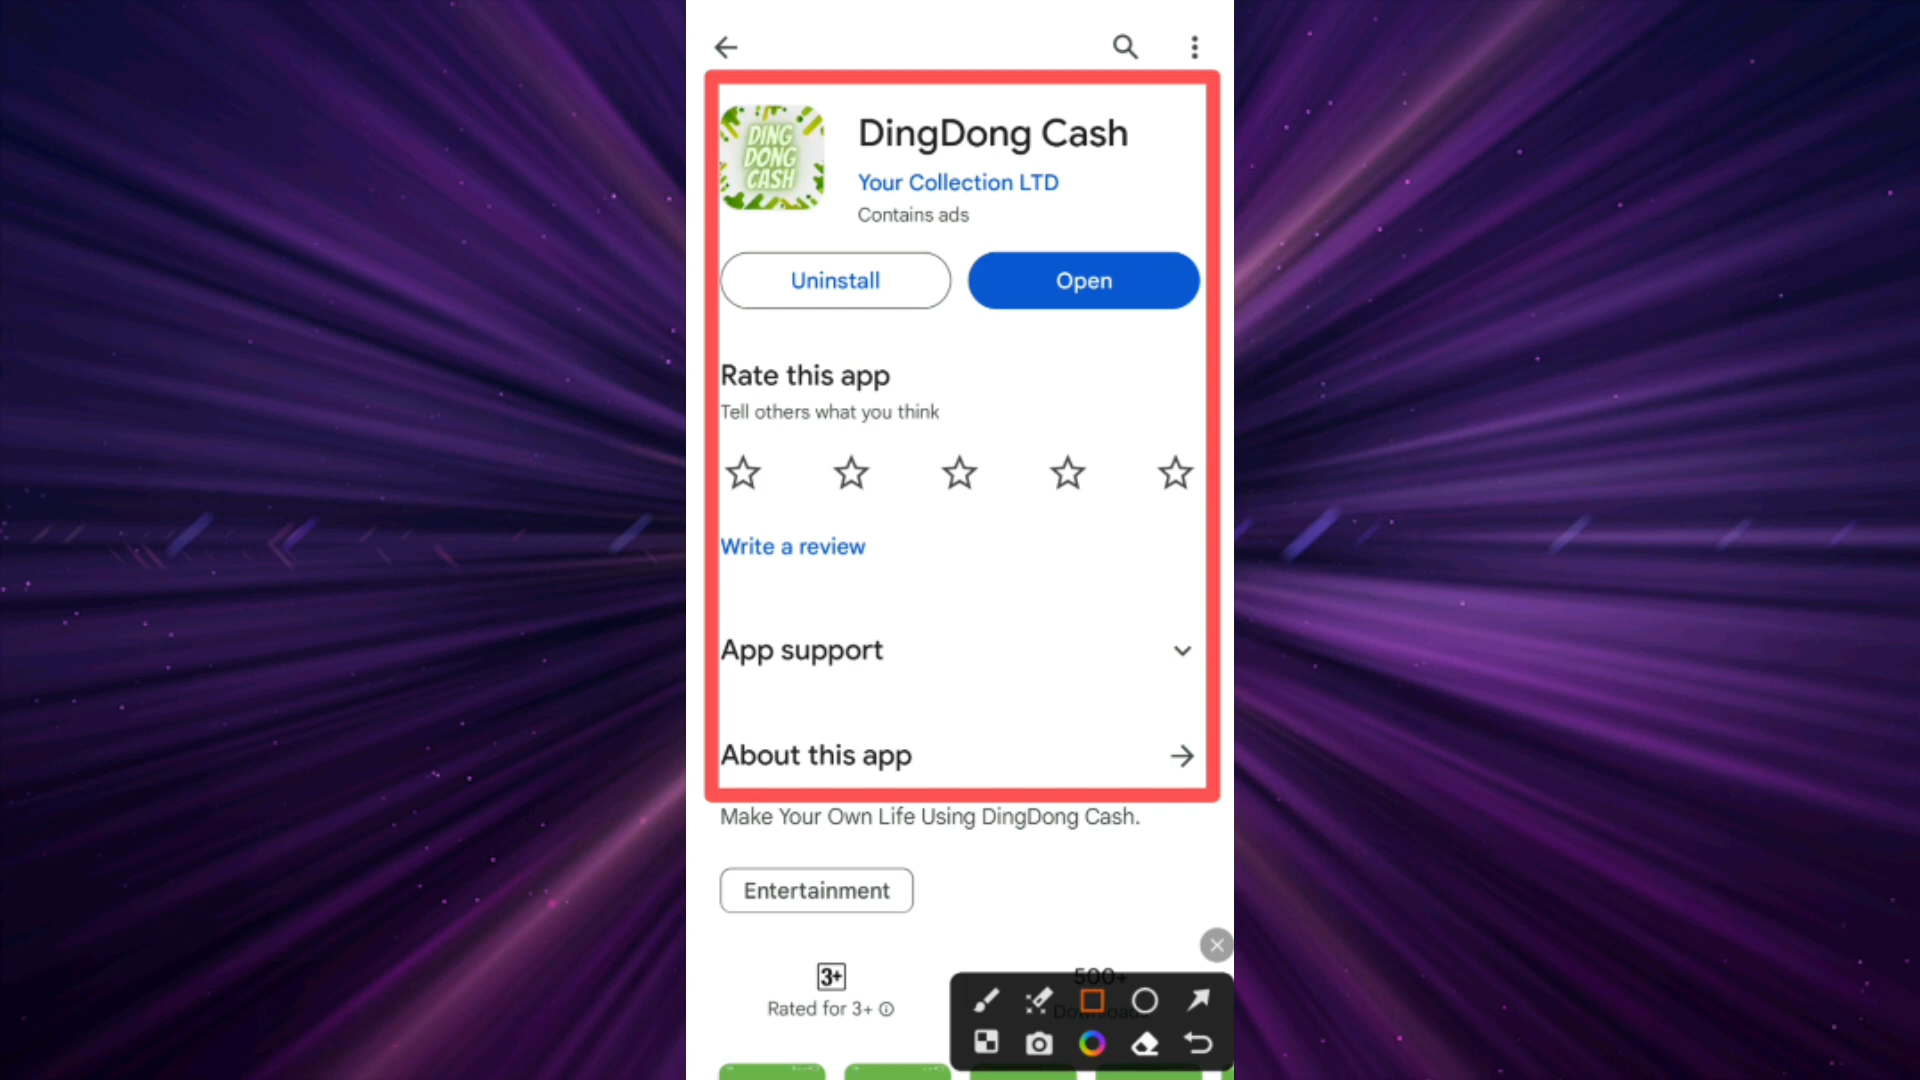 DING
DONG
CASH
DingDong Cash
Your Collection LTD
Contains ads
Uninstall
Open
Rate this app
Tell others what you think
Write a review
App support
About this app
Make Your Own Life Using DingDong Cash.
Entertainment
3+
Rated for 3+
500+
Downloads